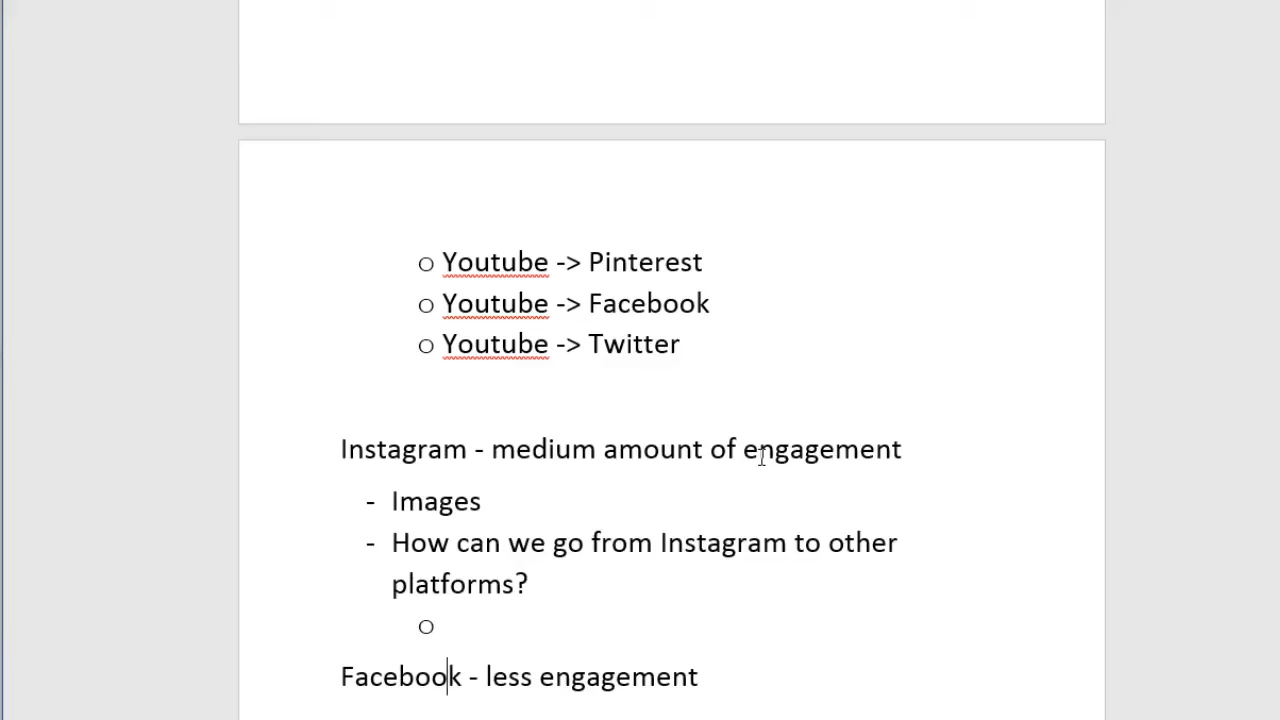 o Youtube -> Pinterest
o Youtube -> Facebook
o Youtube -> Twitter
Instagram - medium amount of engagement
- Images
- How can we go from Instagram to other
platforms?
o
Facebook - less engagement